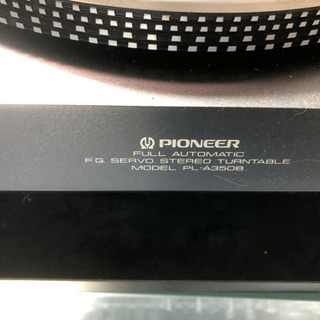 PIONEER
FULL AUTOMATIC
F.G. SERVO STEREO TURNTABLE
MODEL PL-A350B